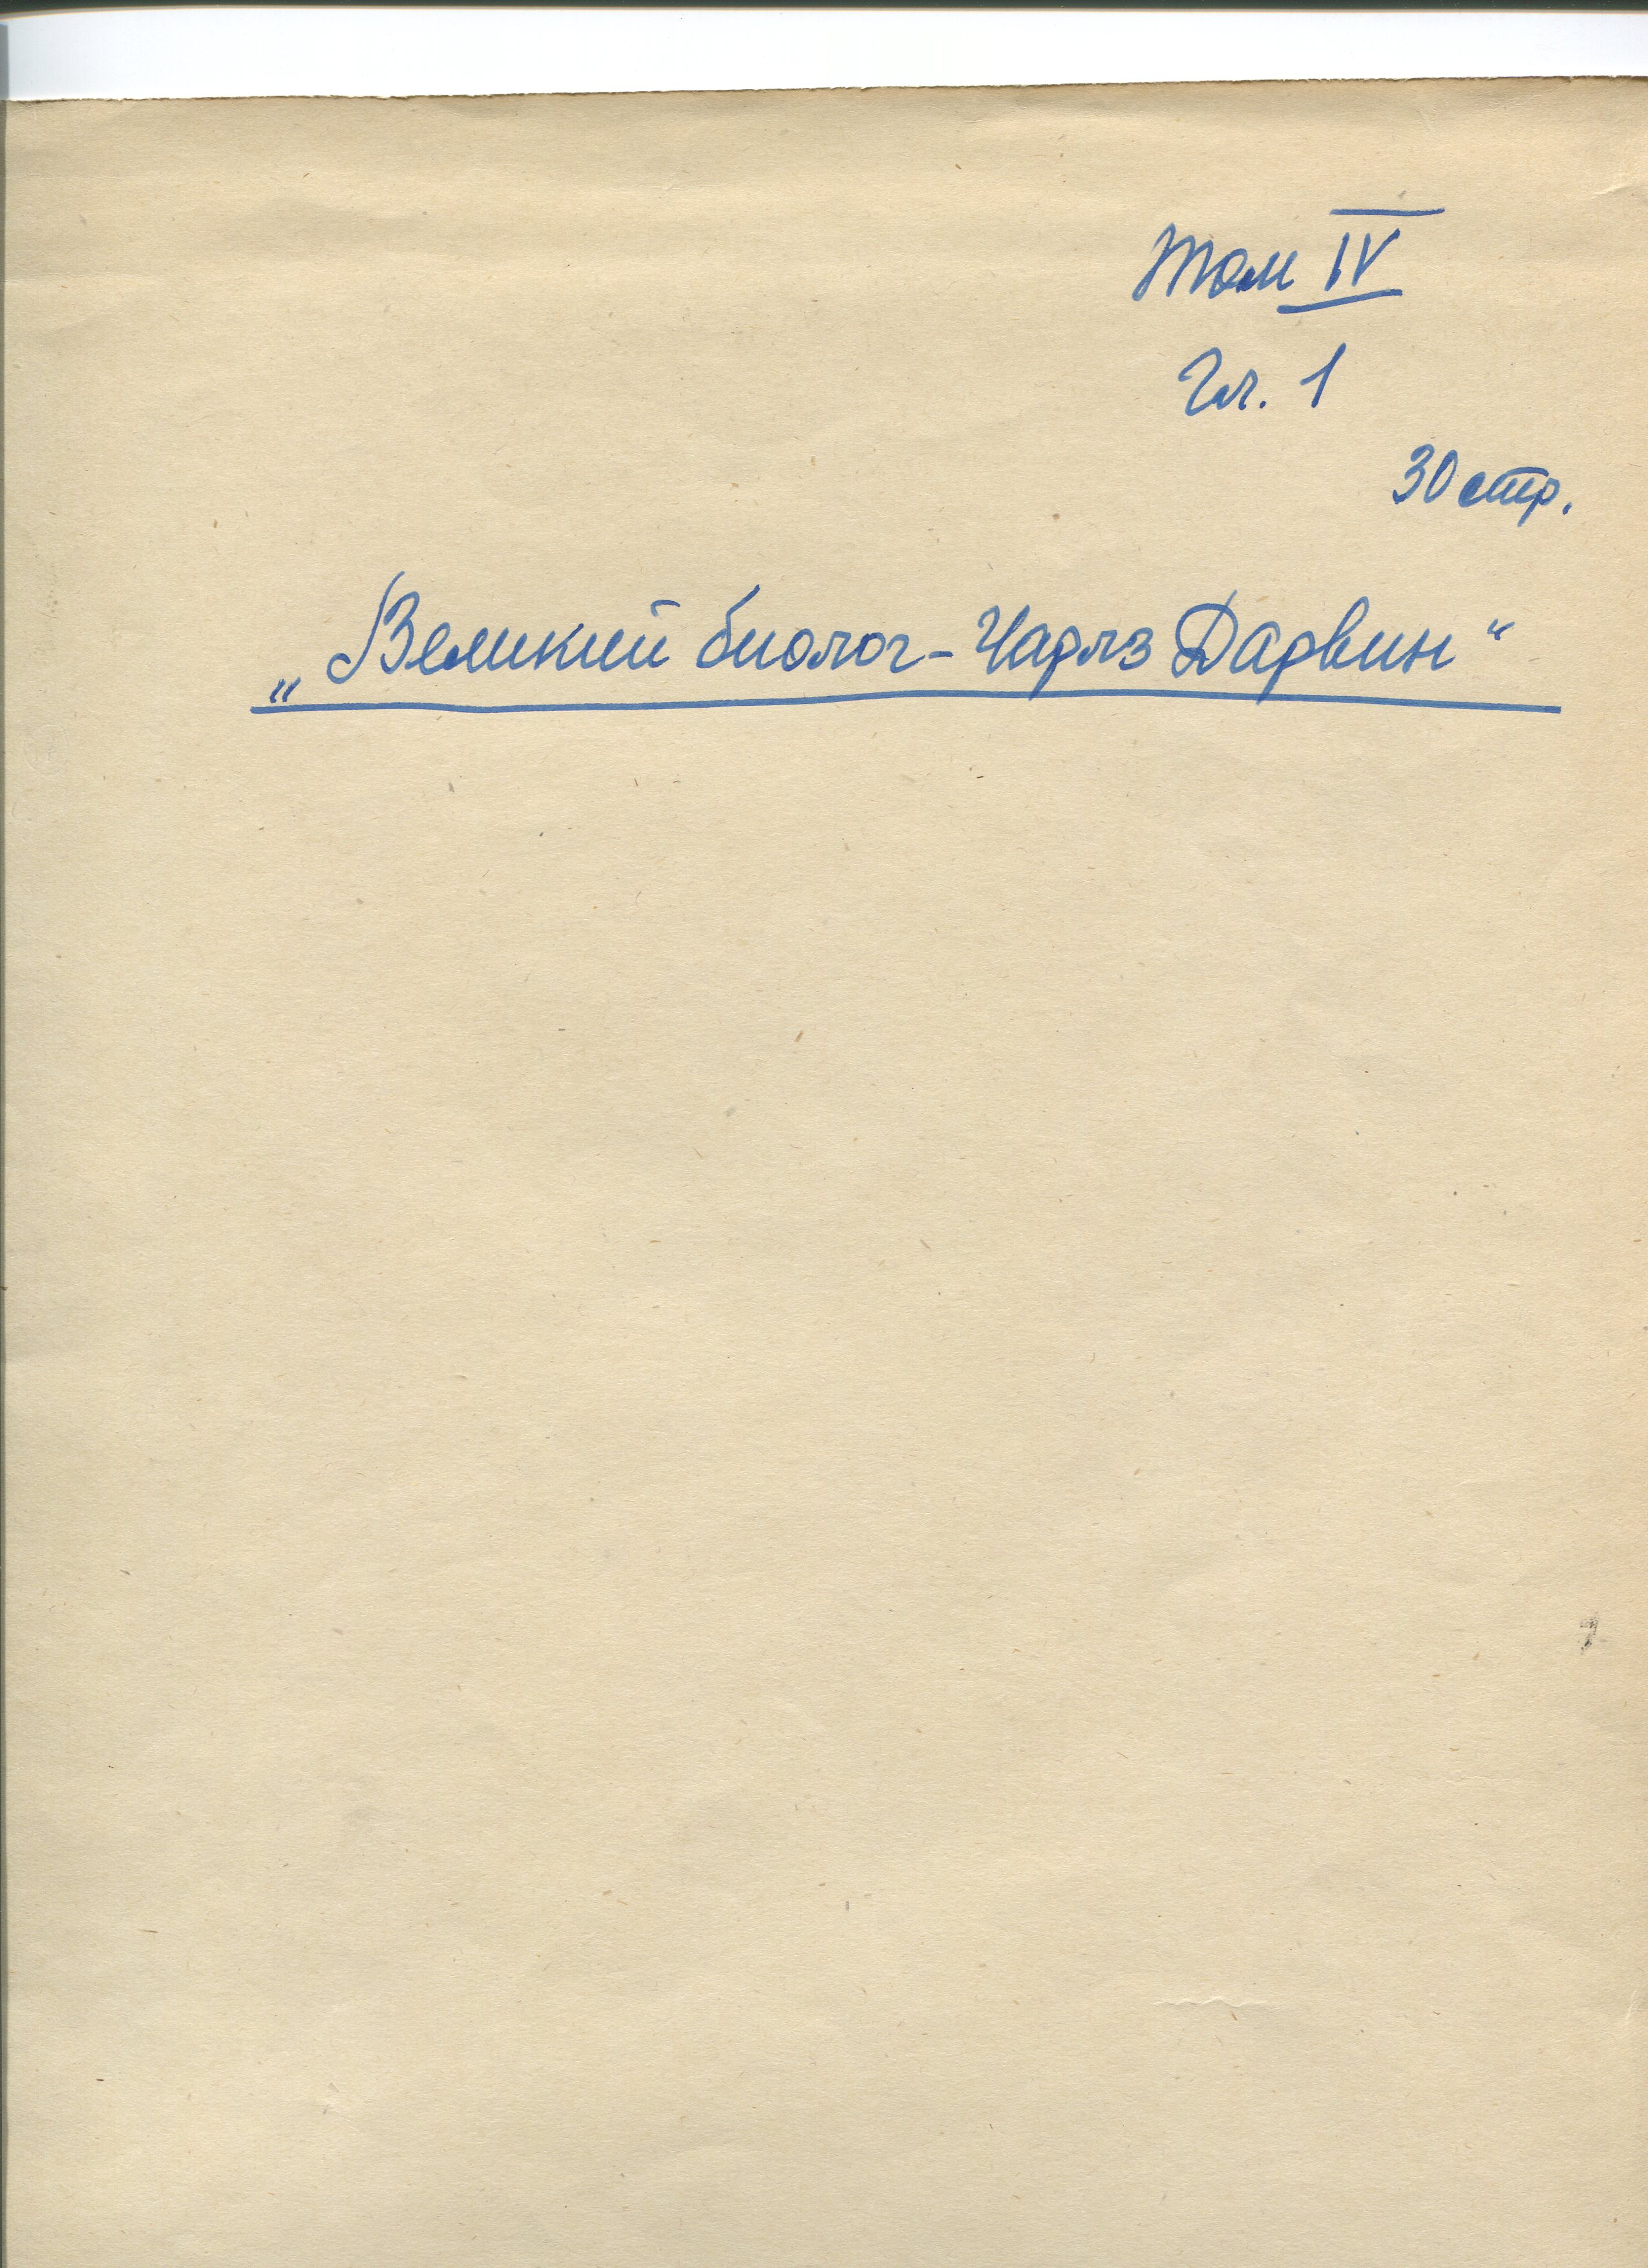 Том IV
Гл. 1
30 стр.
„Великий биолог - Чарлз Дарвин“